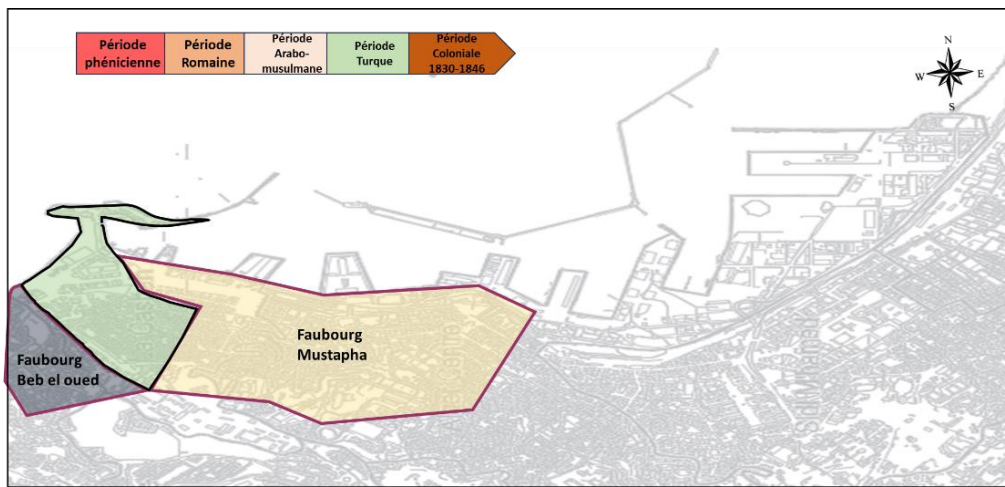 Période
phénicienne
Période
Romaine
Période
Arabo-
musulmane
Période
Turque
Période
Coloniale
1830-1846
N
W
E
S
Faubourg
Mustapha
Faubourg
Beb el oued